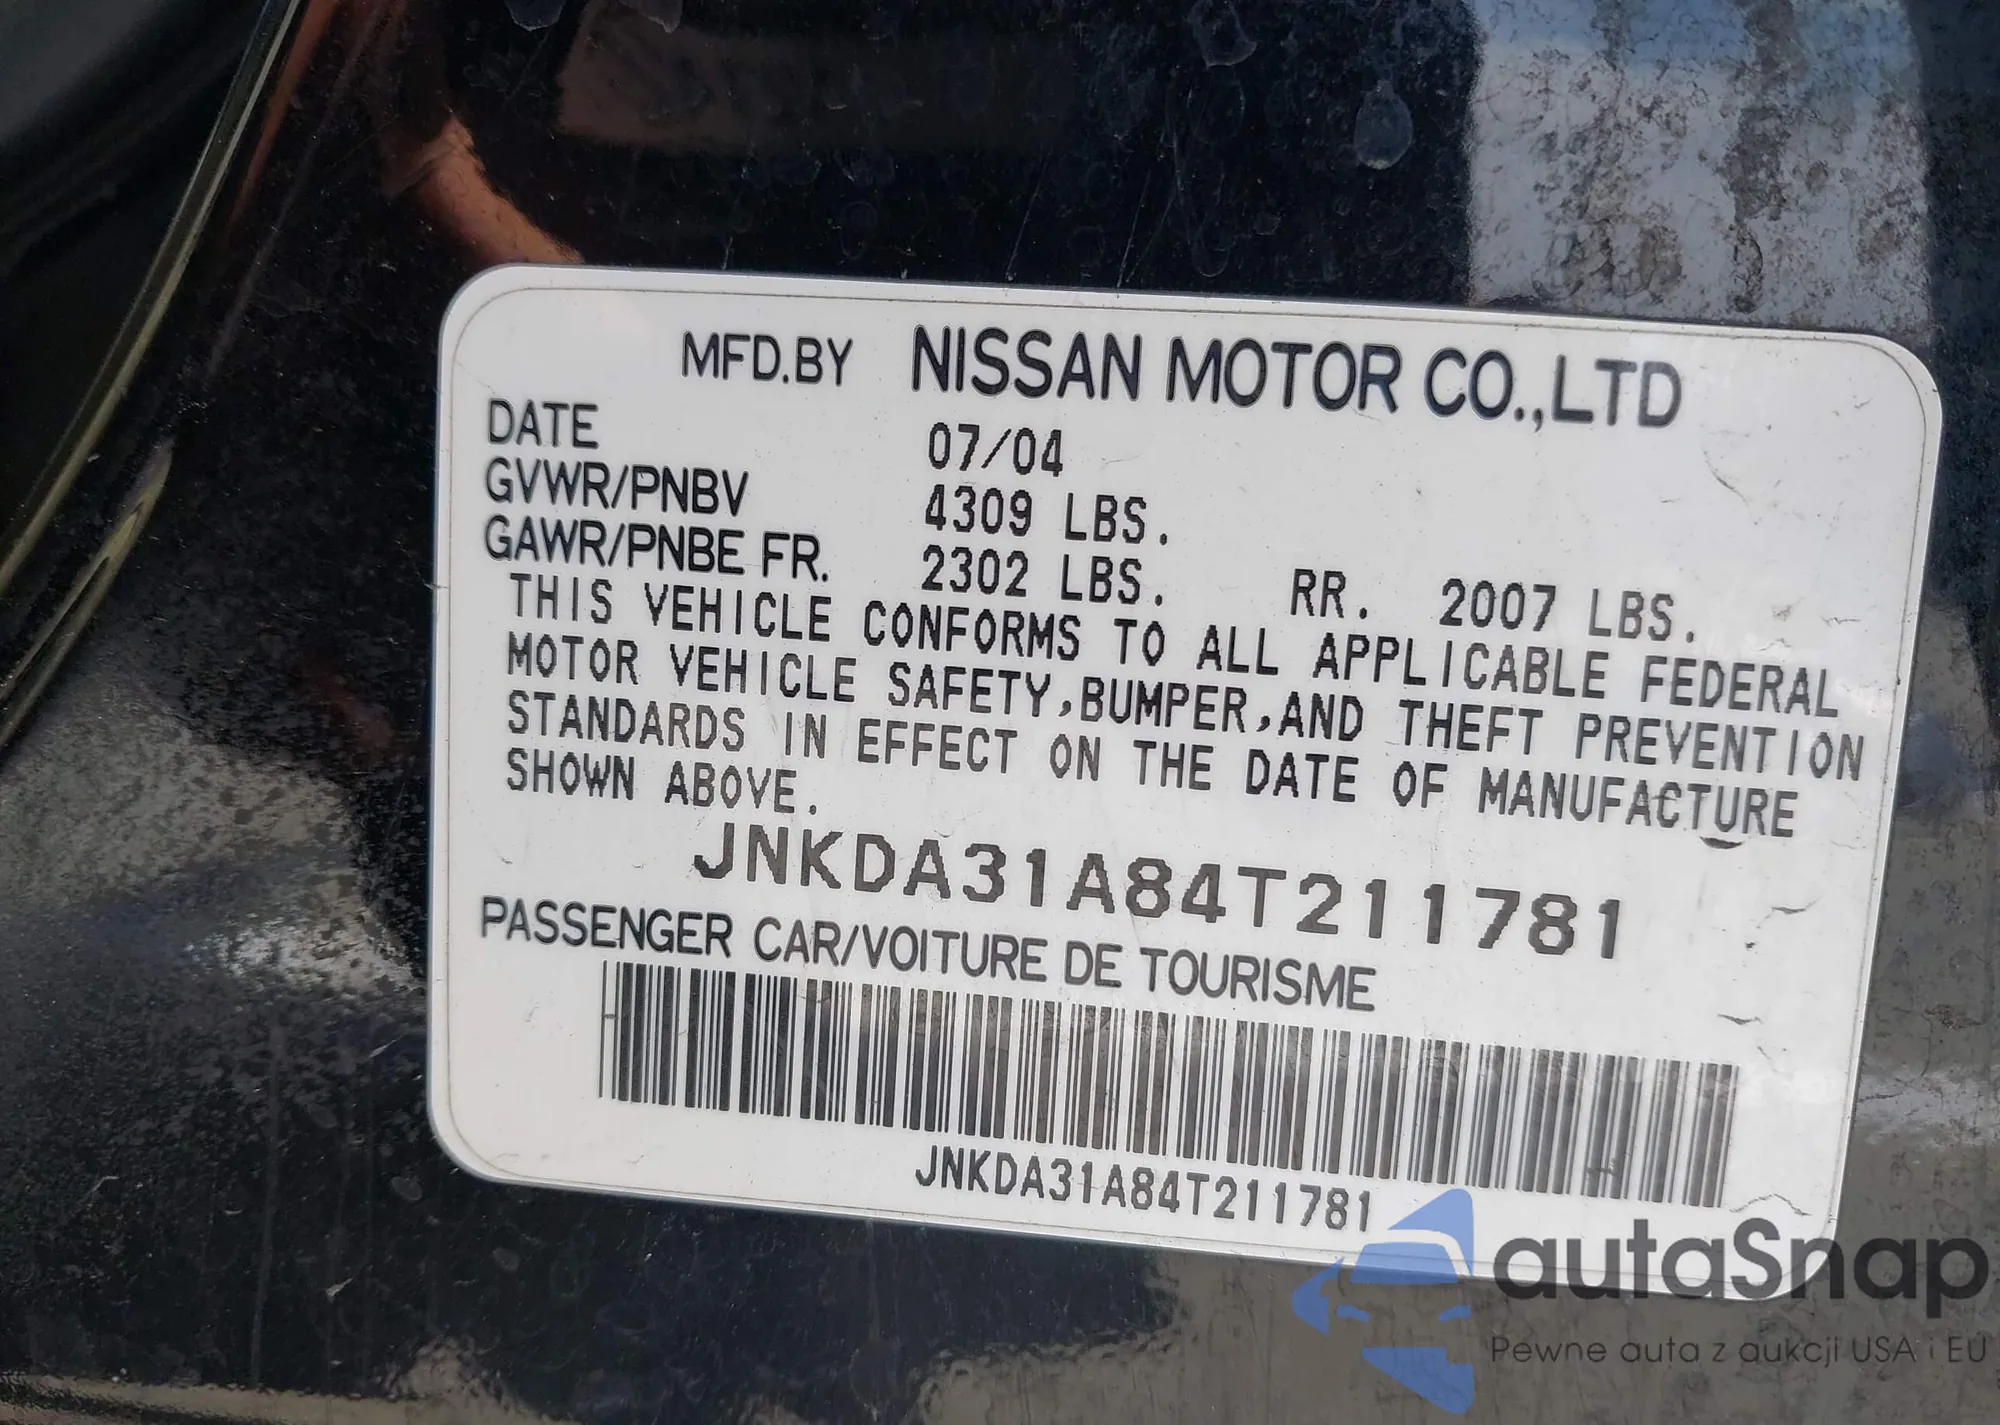 MFD.BY NISSAN MOTOR CO.,LTD
DATE 07/04
GVWR/PNBV 4309 LBS.
GAWR/PNBE FR. 2302 LBS. RR. 2007 LBS.
THIS VEHICLE CONFORMS TO ALL APPLICABLE FEDERAL
MOTOR VEHICLE SAFETY,BUMPER,AND THEFT PREVENTION
STANDARDS IN EFFECT ON THE DATE OF MANUFACTURE
SHOWN ABOVE.
JNKDA31A84T211781
PASSENGER CAR/VOITURE DE TOURISME
JNKDA31A84T211781
autaSnap
Pewne auta z aukcji USA i EU